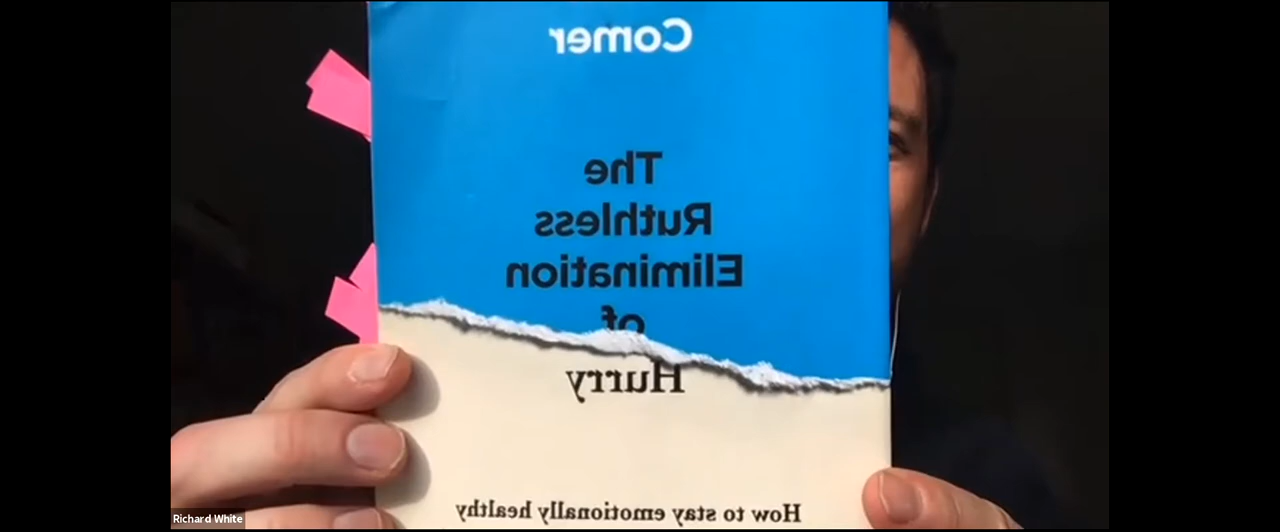 Comer
The
Ruthless
Elimination
of
Hurry
How to stay emotionally healthy
Richard White